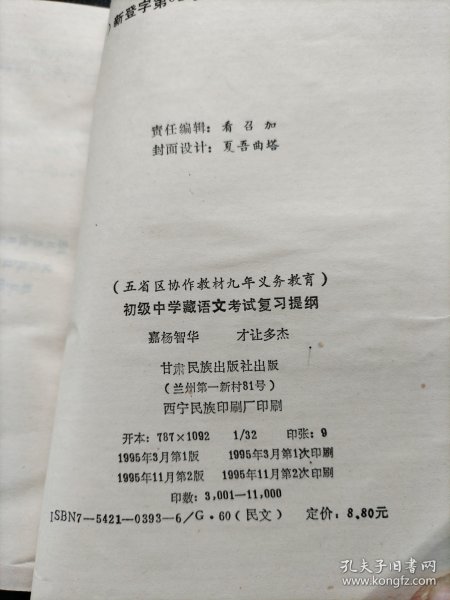 ）新登字第0
責任编辑：看召加
封面设计：夏吾曲塔
（五省区协作教材九年义务教育）
初级中学藏语文考试复习提纲
嘉杨智华 才让多杰
甘肃民族出版社出版
（兰州第一新村81号）
西宁民族印刷厂印刷
开本：787×1092 1/32 印张：9
1995年3月第1版 1995年3月第1次印刷
1995年11月第2版 1995年11月第2次印刷
印数：3,001—11,000
ISBN7—5421—0393—6/G·60（民文） 定价：8.80元
孔夫子旧书网
www.kongfz.com